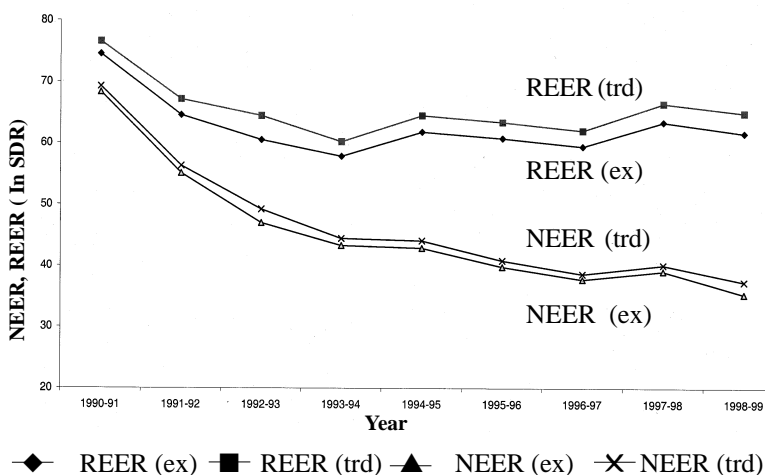 80
70
60
50
40
30
20
NEER, REER ( In SDR)
REER (trd)
REER (ex)
NEER (trd)
NEER (ex)
1990-91 1991-92 1992-93 1993-94 1994-95 1995-96 1996-97 1997-98 1998-99
Year
REER (ex) REER (trd) NEER (ex) NEER (trd)